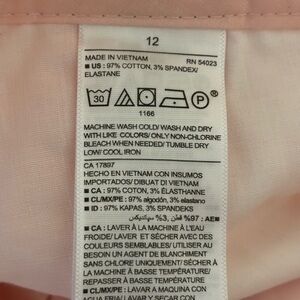 12
MADE IN VIETNAM RN 54023
■ US : 97% COTTON, 3% SPANDEX/
ELASTANE
30 P®
1166
MACHINE WASH COLD/ WASH AND DRY
WITH LIKE COLORS/ ONLY NON-CHLORINE
BLEACH WHEN NEEDED/ TUMBLE DRY
LOW/ COOL IRON
CA 17897
HECHO EN VIETNAM CON INSUMOS
IMPORTADOS/ DIBUAT DI VIETNAM
■ CA : 97% COTON, 3% ÉLASTHANNE
■ CL/MX/PE: 97% algodón, 3% elastano
■ ID : 97% KAPAS, 3% SPANDEKS
■ AE: 97% قطن, 3% سباندكس
■ CA : LAVER À LA MACHINE À L'EAU
FROIDE/ LAVER ET SÉCHER AVEC DES
COULEURS SEMBLABLES/ UTILISER AU
BESOIN UN AGENT DE BLANCHIMENT
SANS CHLORE UNIQUEMENT/ SÉCHER À
LA MACHINE À BASSE TEMPÉRATURE/
REPASSER À BASSE TEMPÉRATURE
■ CL/MX/PE: LAVAR A MAQUINA CON